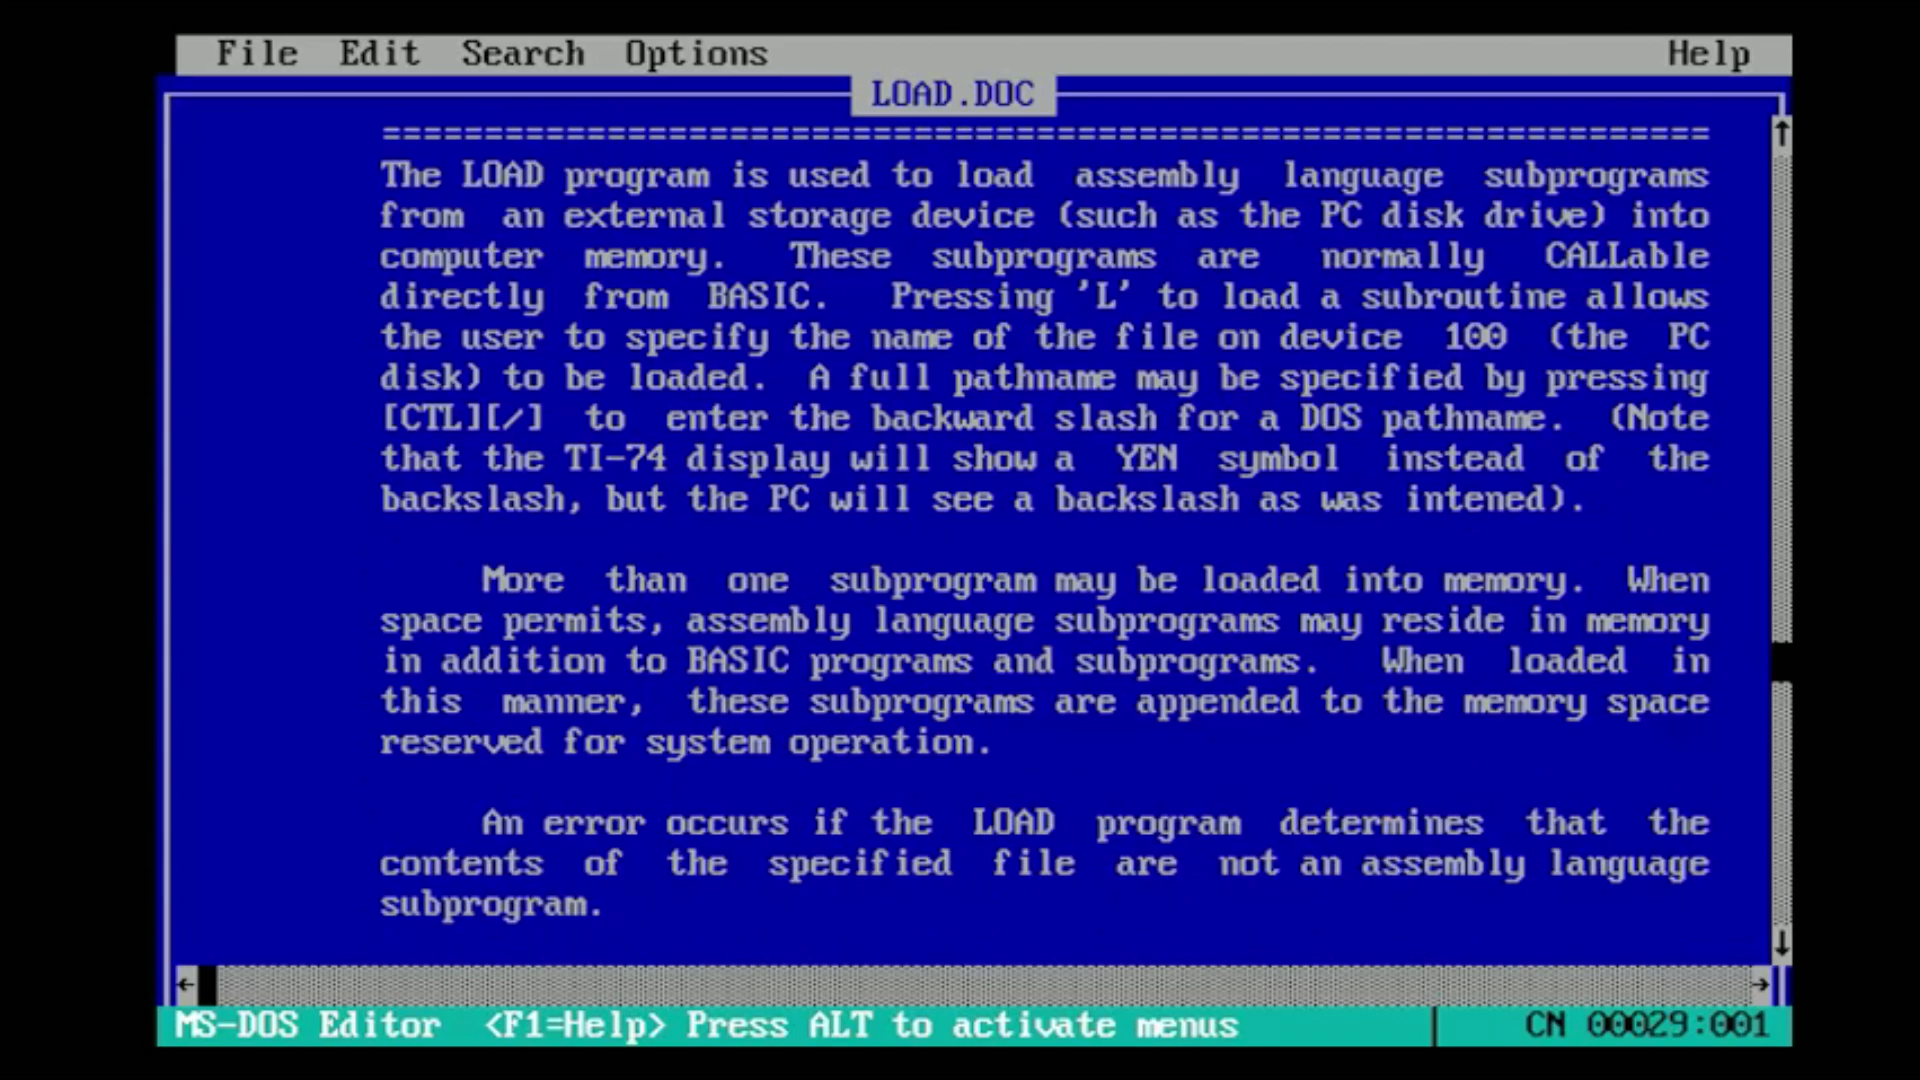 File Edit Search Options Help
LOAD.DOC
=================================================================
The LOAD program is used to load assembly language subprograms
from an external storage device (such as the PC disk drive) into
computer memory. These subprograms are normally CALLable
directly from BASIC. Pressing 'L' to load a subroutine allows
the user to specify the name of the file on device 100 (the PC
disk) to be loaded. A full pathname may be specified by pressing
[CTL][/] to enter the backward slash for a DOS pathname. (Note
that the TI-74 display will show a YEN symbol instead of the
backslash, but the PC will see a backslash as was intened).
More than one subprogram may be loaded into memory. When
space permits, assembly language subprograms may reside in memory
in addition to BASIC programs and subprograms. When loaded in
this manner, these subprograms are appended to the memory space
reserved for system operation.
An error occurs if the LOAD program determines that the
contents of the specified file are not an assembly language
subprogram.
MS-DOS Editor <F1=Help> Press ALT to activate menus CN 00029:001